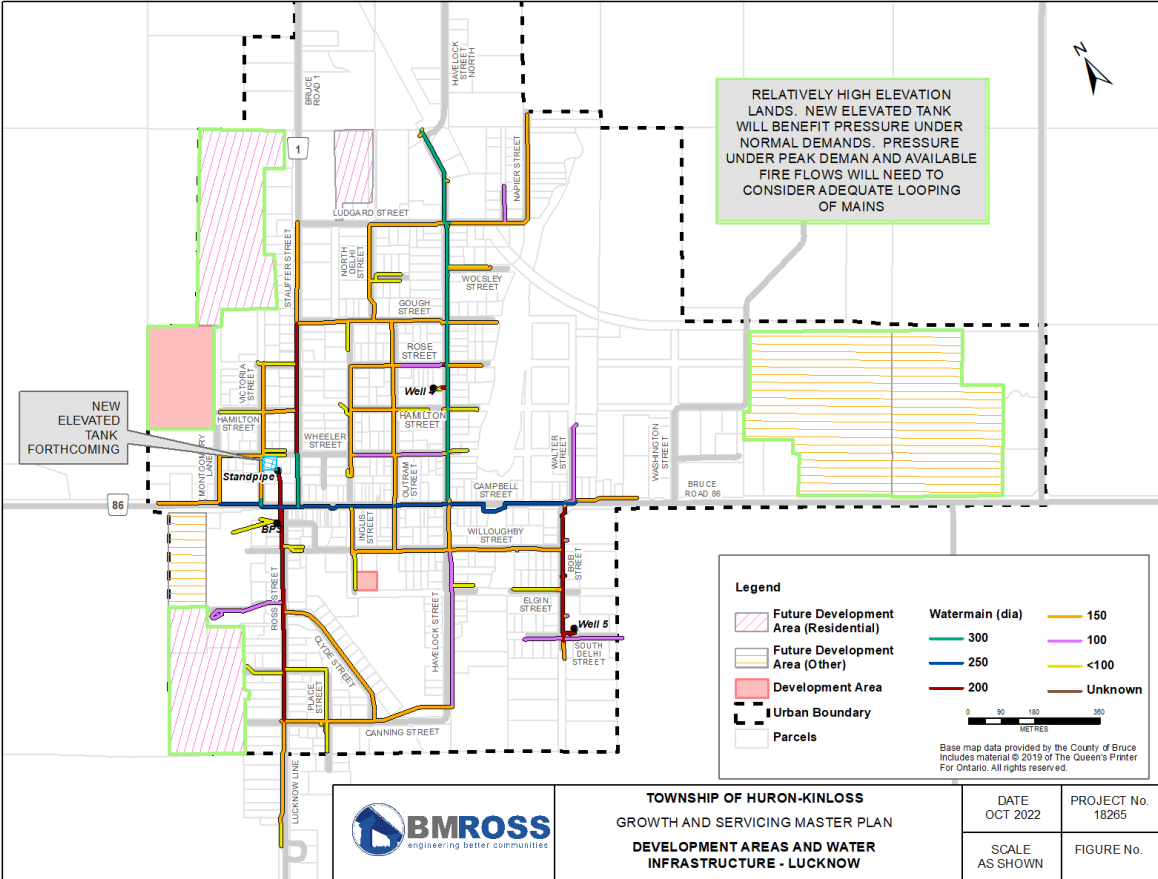 N
HAVELOCK
STREET
NORTH
BRUCE
ROAD 1
RELATIVELY HIGH ELEVATION
LANDS. NEW ELEVATED TANK
WILL BENEFIT PRESSURE UNDER
NORMAL DEMANDS. PRESSURE
UNDER PEAK DEMAN AND AVAILABLE
FIRE FLOWS WILL NEED TO
CONSIDER ADEQUATE LOOPING
OF MAINS
1
NAPIER STREET
LUDGARD STREET
STAUFFER STREET
NORTH
DELHI
STREET
WOLSLEY
STREET
GOUGH
STREET
ROSE
STREET
VICTORIA
STREET
Well
NEW
ELEVATED
TANK
FORTHCOMING
HAMILTON
STREET
HAMILTON
STREET
WHEELER
STREET
MONTGOMERY
LANE
OUTRAM
STREET
WALTER
STREET
WASHINGTON
STREET
Standpipe
CAMPBELL
STREET
BRUCE
ROAD 86
86
BPS
INGLIS
STREET
WILLOUGHBY
STREET
BOB
STREET
ROSS STREET
ELGIN
STREET
Well 5
HAVELOCK STREET
CLYDE STREET
SOUTH
DELHI
STREET
PLACE
STREET
CANNING STREET
LUCKNOW LINE
Legend
Future Development
Area (Residential)
Future Development
Area (Other)
Development Area
Urban Boundary
Parcels
Watermain (dia)
300
250
200
150
100
<100
Unknown
0 90 180 360
METRES
Base map data provided by the County of Bruce
Includes material © 2019 of The Queen's Printer
For Ontario. All rights reserved.
BMROSS
engineering better communities
TOWNSHIP OF HURON-KINLOSS
GROWTH AND SERVICING MASTER PLAN
DEVELOPMENT AREAS AND WATER
INFRASTRUCTURE - LUCKNOW
DATE
OCT 2022
PROJECT No.
18265
SCALE
AS SHOWN
FIGURE No.